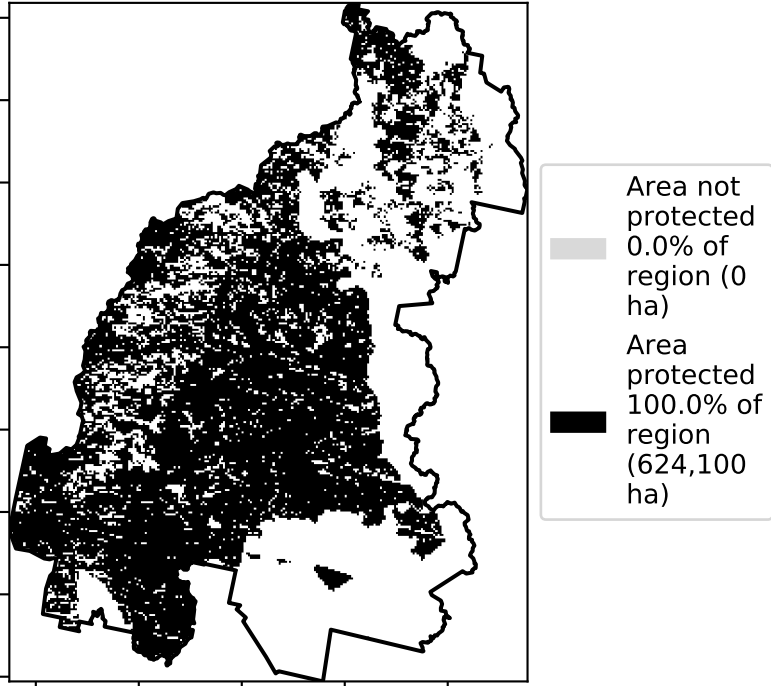 Area not
protected
0.0% of
region (0
ha)
Area
protected
100.0% of
region
(624,100
ha)